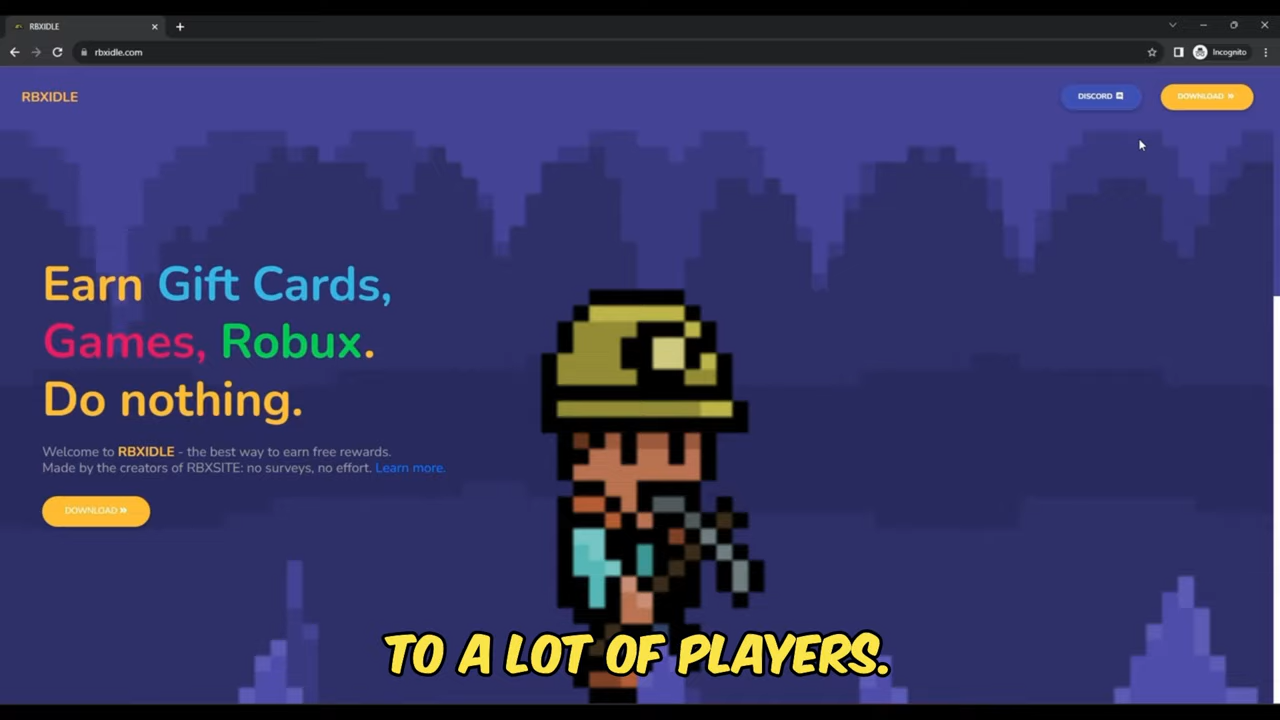 RBXIDLE
rbxidle.com
Incognito
RBXIDLE
DISCORD
DOWNLOAD »
Earn Gift Cards,
Games, Robux.
Do nothing.
Welcome to RBXIDLE - the best way to earn free rewards.
Made by the creators of RBXSITE: no surveys, no effort. Learn more.
DOWNLOAD »
TO A LOT OF PLAYERS.